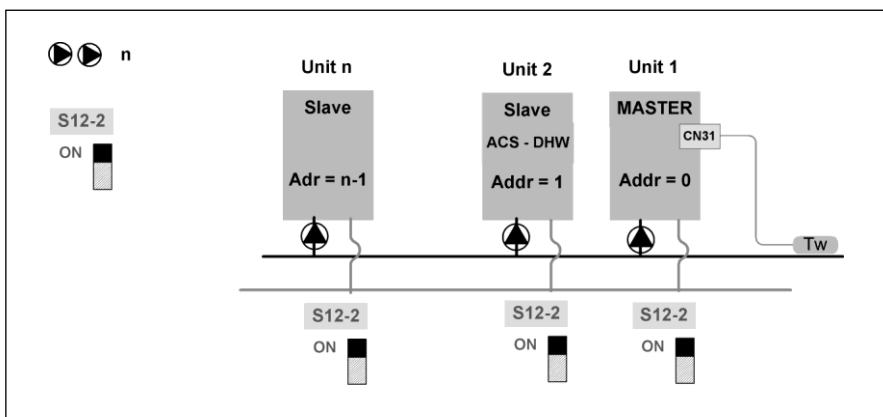 n
S12-2
ON
Unit n
Unit 2
Unit 1
Slave
Adr = n-1
Slave
ACS - DHW
Addr = 1
MASTER
CN31
Addr = 0
Tw
S12-2
ON
S12-2
ON
S12-2
ON